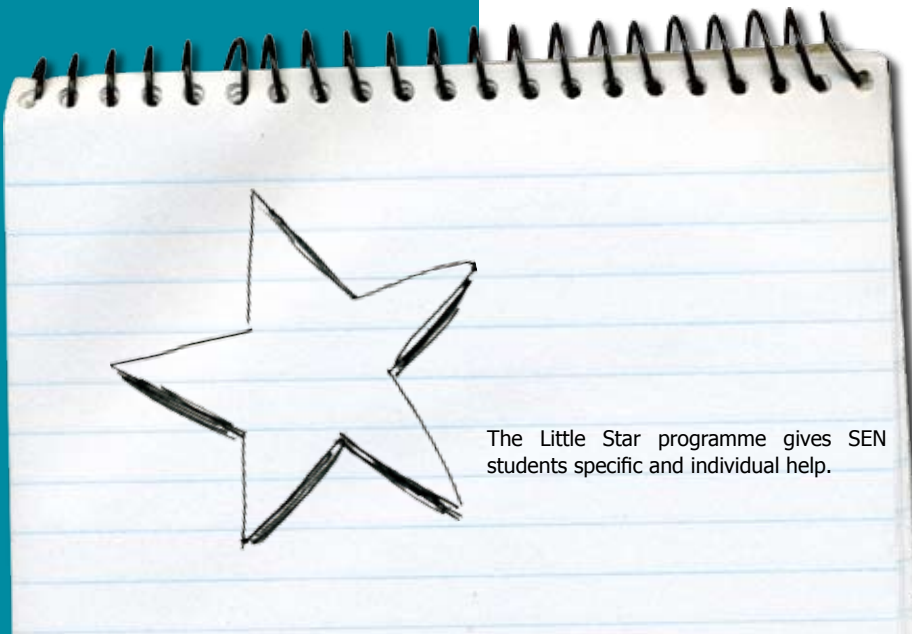 The Little Star programme gives SEN
students specific and individual help.